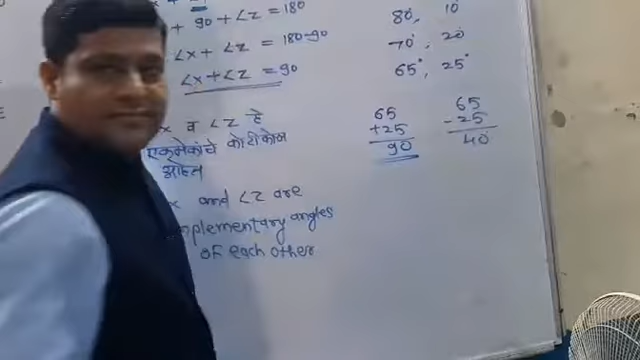 + 90 + ∠z = 180
∠x + ∠z = 180-90
∠x + ∠z = 90
x व ∠z हे
एकमेकांचे कोटीकोन
आहेत
x and ∠z are
mplementary angles
of each other
80°, 10°
70°, 20°
65°, 25°
65
+25
90
65
-25
40